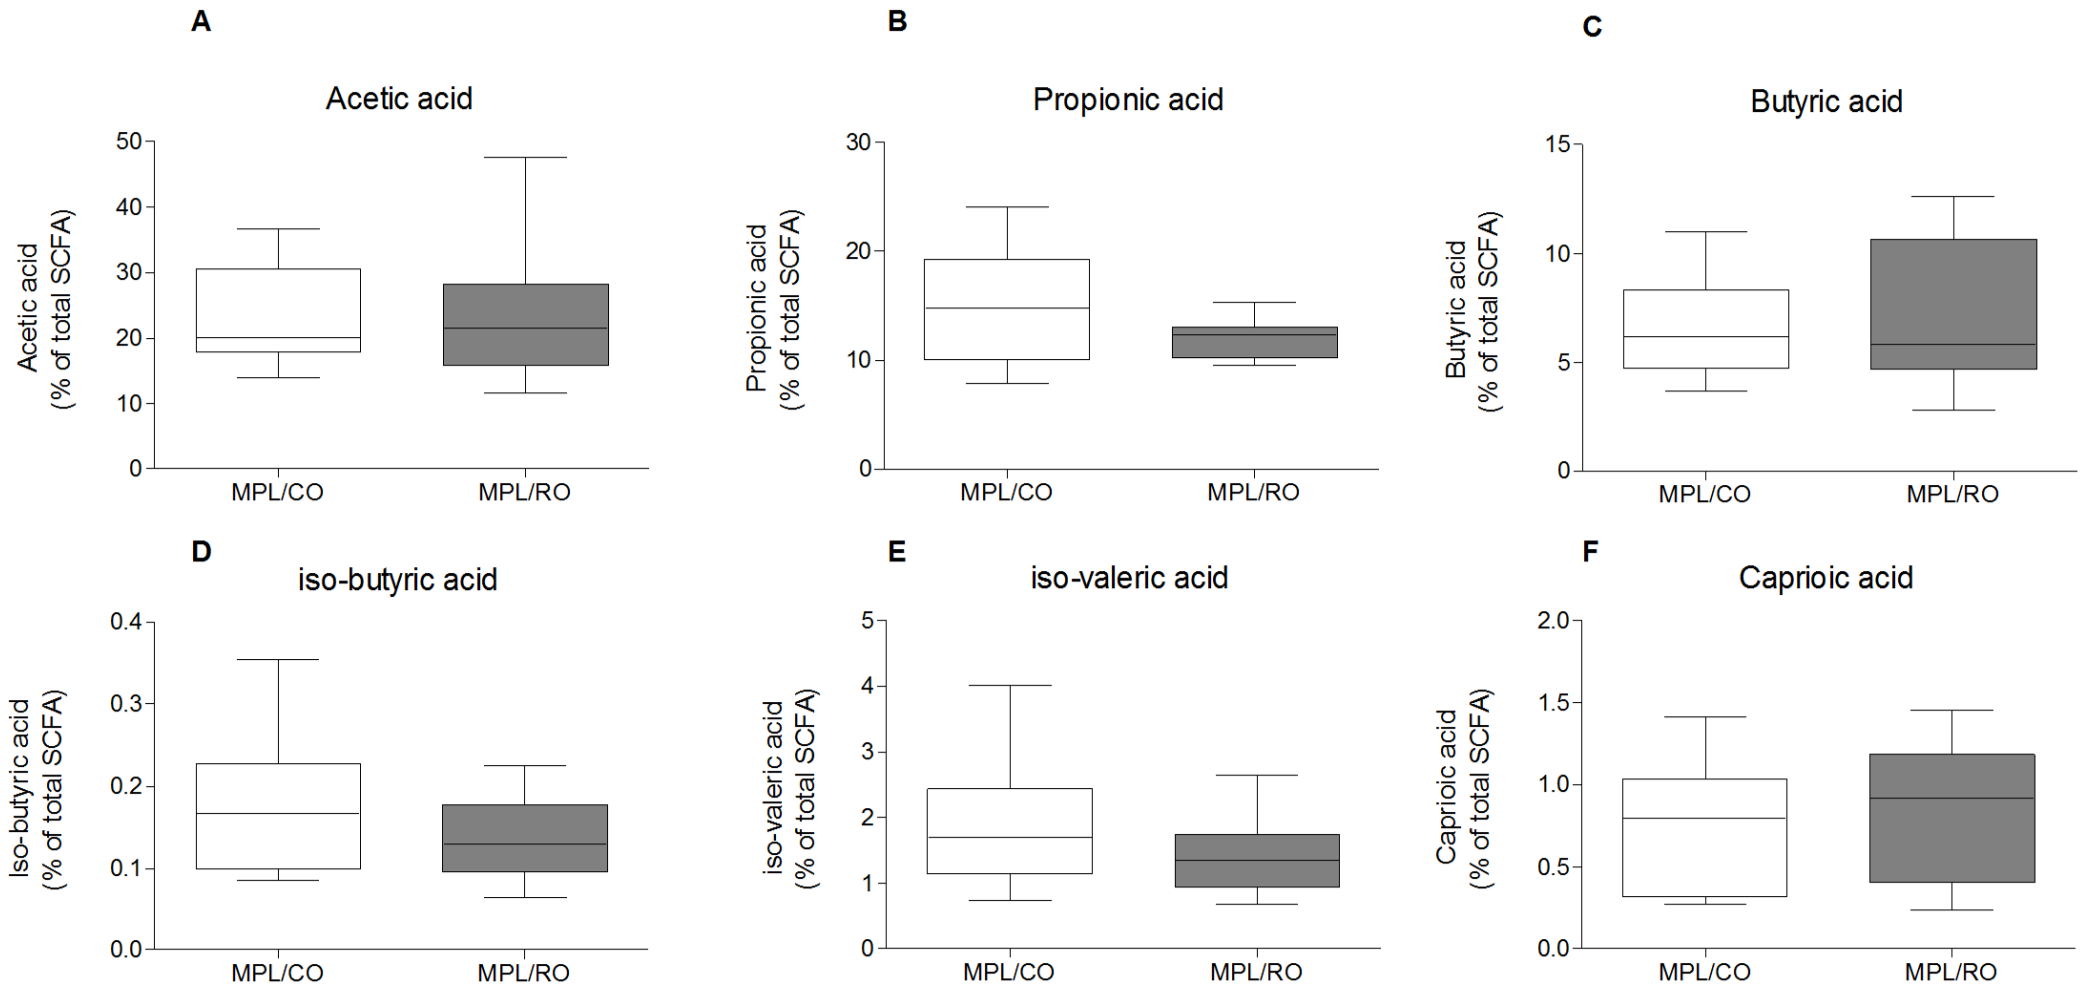 A
Acetic acid
Acetic acid
(% of total SCFA)
50
40
30
20
10
0
MPL/CO
MPL/RO
B
Propionic acid
Propionic acid
(% of total SCFA)
30
20
10
0
MPL/CO
MPL/RO
C
Butyric acid
Butyric acid
(% of total SCFA)
15
10
5
0
MPL/CO
MPL/RO
D
iso-butyric acid
Iso-butyric acid
(% of total SCFA)
0.4
0.3
0.2
0.1
0.0
MPL/CO
MPL/RO
E
iso-valeric acid
iso-valeric acid
(% of total SCFA)
5
4
3
2
1
0
MPL/CO
MPL/RO
F
Caprioic acid
Caprioic acid
(% of total SCFA)
2.0
1.5
1.0
0.5
0.0
MPL/CO
MPL/RO